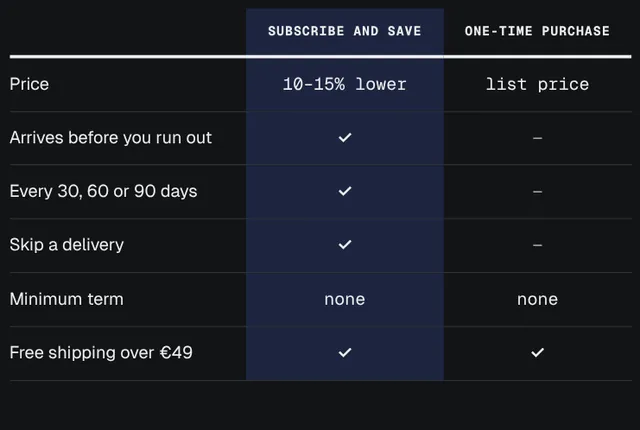 SUBSCRIBE AND SAVE ONE-TIME PURCHASE
Price 10–15% lower list price
Arrives before you run out ✓ –
Every 30, 60 or 90 days ✓ –
Skip a delivery ✓ –
Minimum term none none
Free shipping over €49 ✓ ✓